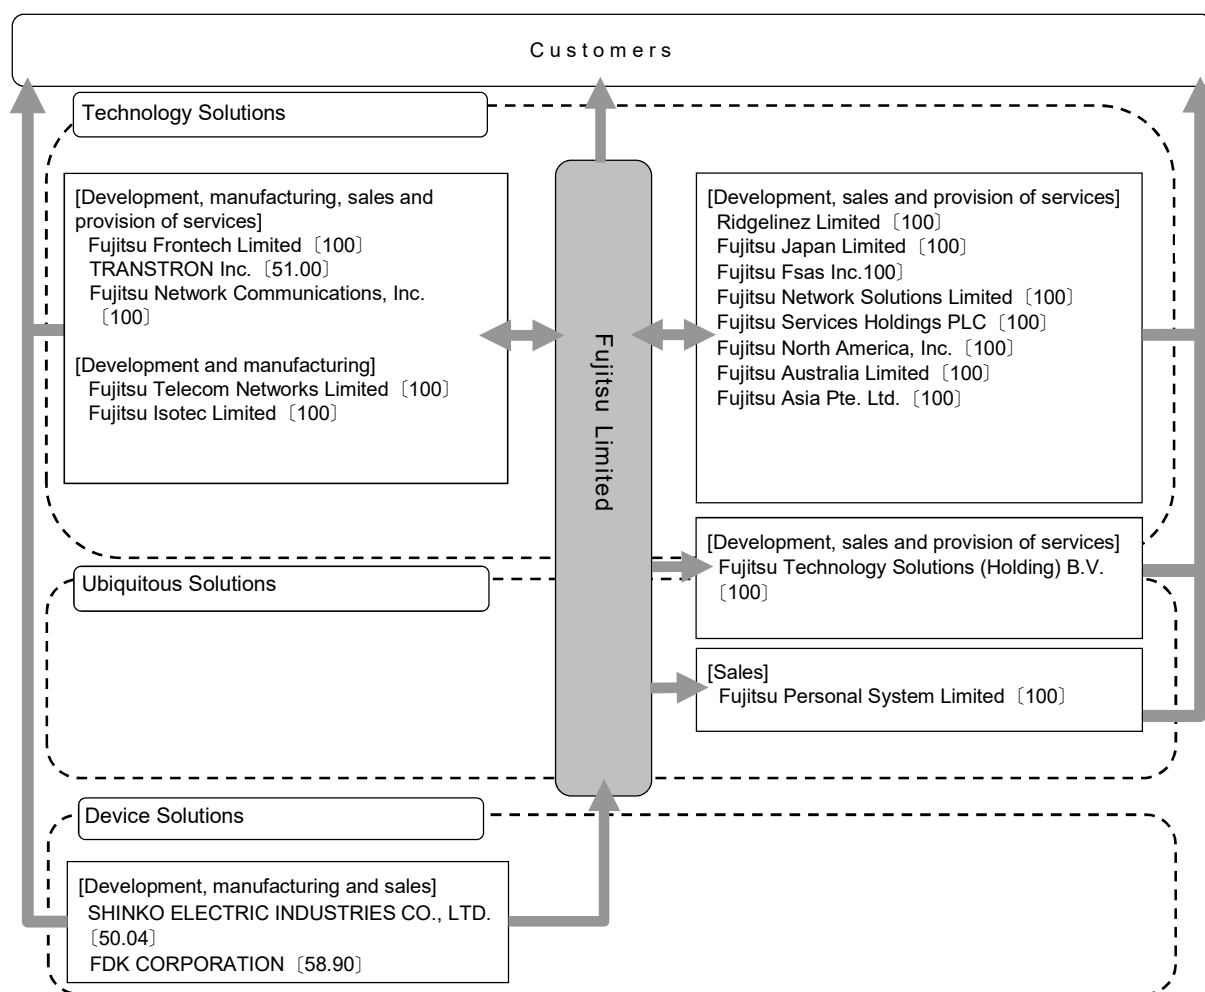 Customers
Technology Solutions
[Development, manufacturing, sales and
provision of services]
Fujitsu Frontech Limited〔100〕
TRANSTRON Inc.〔51.00〕
Fujitsu Network Communications, Inc.
〔100〕
[Development and manufacturing]
Fujitsu Telecom Networks Limited〔100〕
Fujitsu Isotec Limited〔100〕
Fujitsu Limited
[Development, sales and provision of services]
Ridgelinez Limited〔100〕
Fujitsu Japan Limited〔100〕
Fujitsu Fsas Inc.100〕
Fujitsu Network Solutions Limited〔100〕
Fujitsu Services Holdings PLC〔100〕
Fujitsu North America, Inc.〔100〕
Fujitsu Australia Limited〔100〕
Fujitsu Asia Pte. Ltd.〔100〕
[Development, sales and provision of services]
Fujitsu Technology Solutions (Holding) B.V.
〔100〕
Ubiquitous Solutions
[Sales]
Fujitsu Personal System Limited〔100〕
Device Solutions
[Development, manufacturing and sales]
SHINKO ELECTRIC INDUSTRIES CO., LTD.
〔50.04〕
FDK CORPORATION〔58.90〕